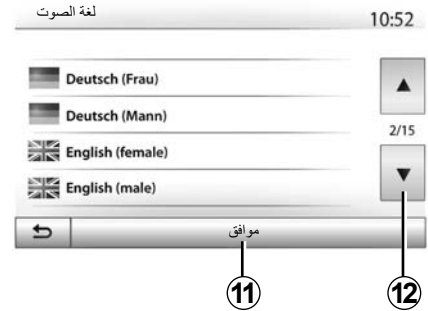 لغة الصوت
10:52
Deutsch (Frau)
Deutsch (Mann)
2/15
English (female)
English (male)
موافق
11
12